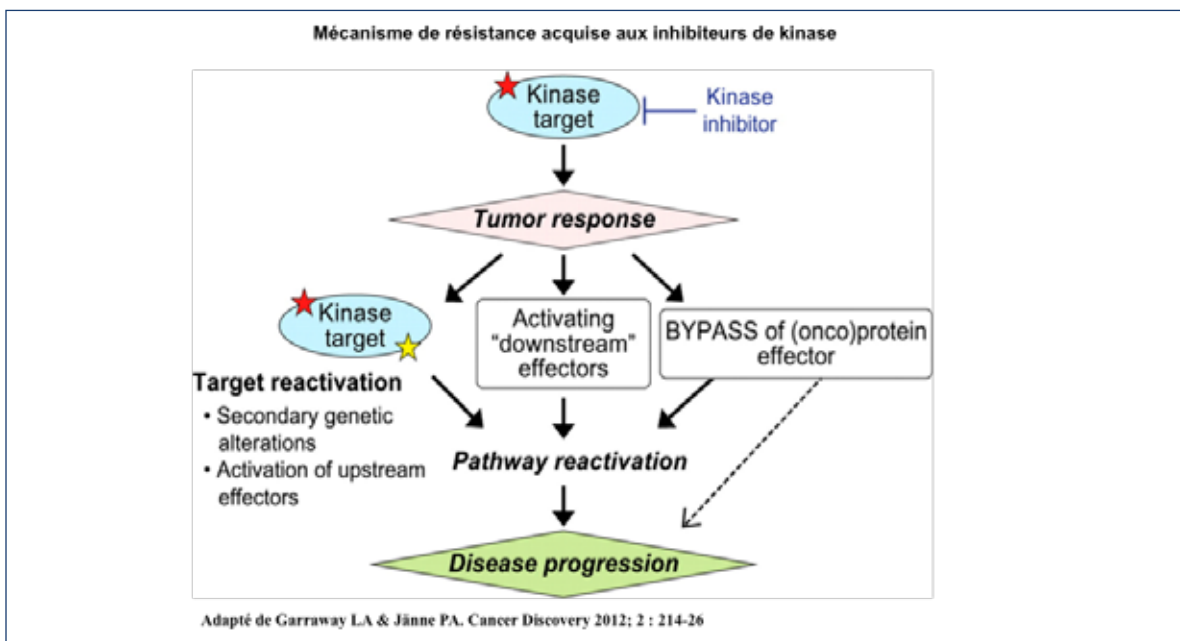 Mécanisme de résistance acquise aux inhibiteurs de kinase
Kinase
target
Kinase
inhibitor
Tumor response
Kinase
target
Activating
“downstream”
effectors
BYPASS of (onco)protein
effector
Target reactivation
• Secondary genetic
alterations
• Activation of upstream
effectors
Pathway reactivation
Disease progression
Adapté de Garraway LA & Jänne PA. Cancer Discovery 2012; 2 : 214-26